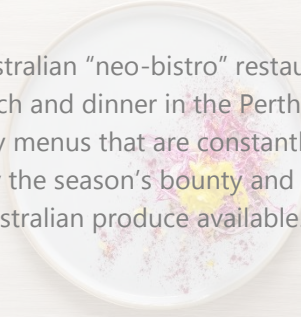 stralian “neo-bistro” restau
ch and dinner in the Perth
y menus that are constantl
y the season’s bounty and
stralian produce available.